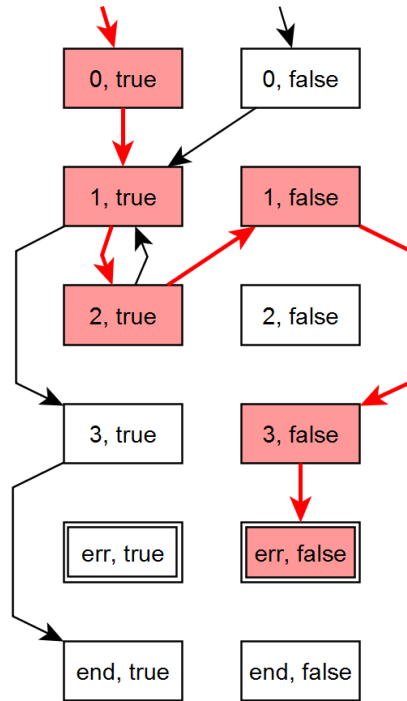 0, true
0, false
1, true
1, false
2, true
2, false
3, true
3, false
err, true
err, false
end, true
end, false